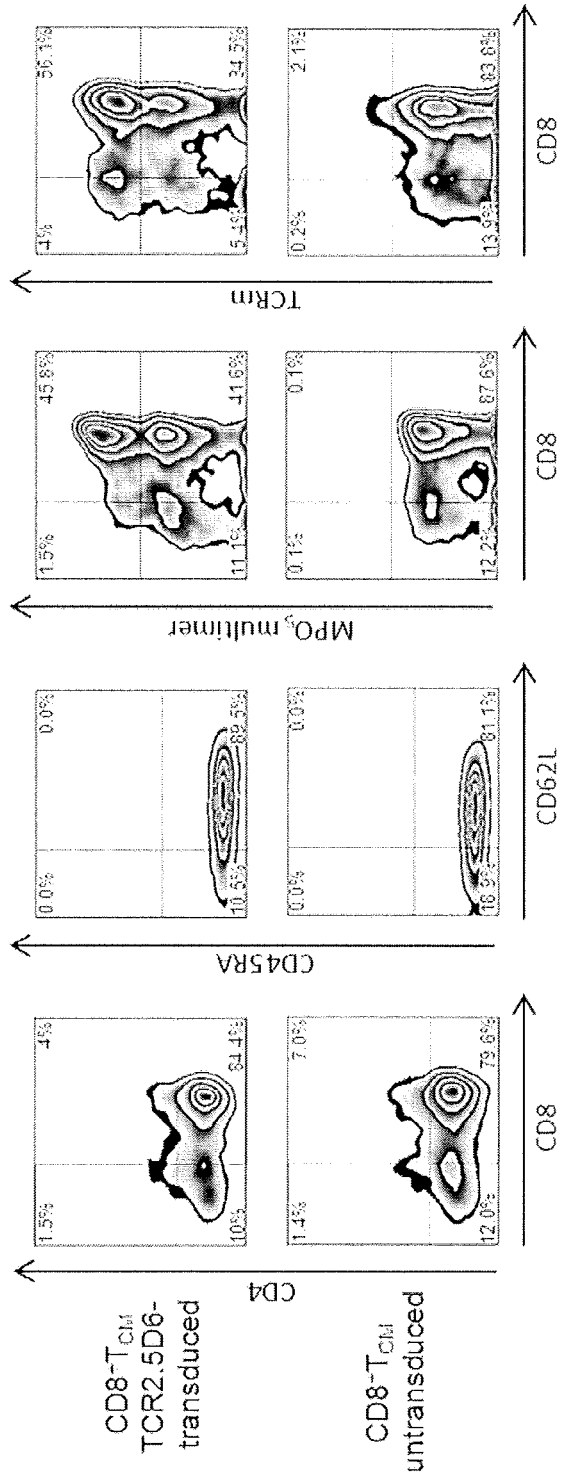 CD8-TCM
TCR2.5D6-
transduced
CD4
1.5%
4%
10%
84.4%
CD45RA
0.0%
0.0%
10.5%
89.5%
MPO5 multimer
1.5%
45.8%
11.1%
41.6%
TCRm
4%
56.1%
5.4%
34.5%
CD8-TCM
untransduced
1.4%
7.0%
12.0%
79.6%
0.0%
0.0%
18.9%
81.1%
0.1%
0.1%
12.2%
87.6%
0.2%
2.1%
13.9%
83.8%
CD8
CD62L
CD8
CD8